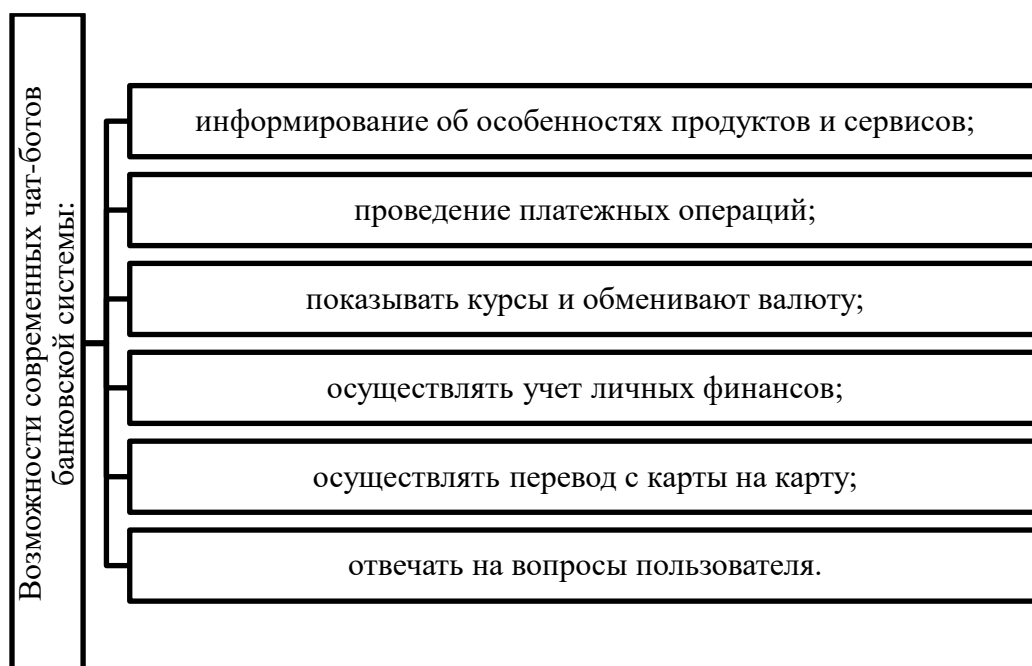 Возможности современных чат-ботов
банковской системы:
информирование об особенностях продуктов и сервисов;
проведение платежных операций;
показывать курсы и обменивают валюту;
осуществлять учет личных финансов;
осуществлять перевод с карты на карту;
отвечать на вопросы пользователя.